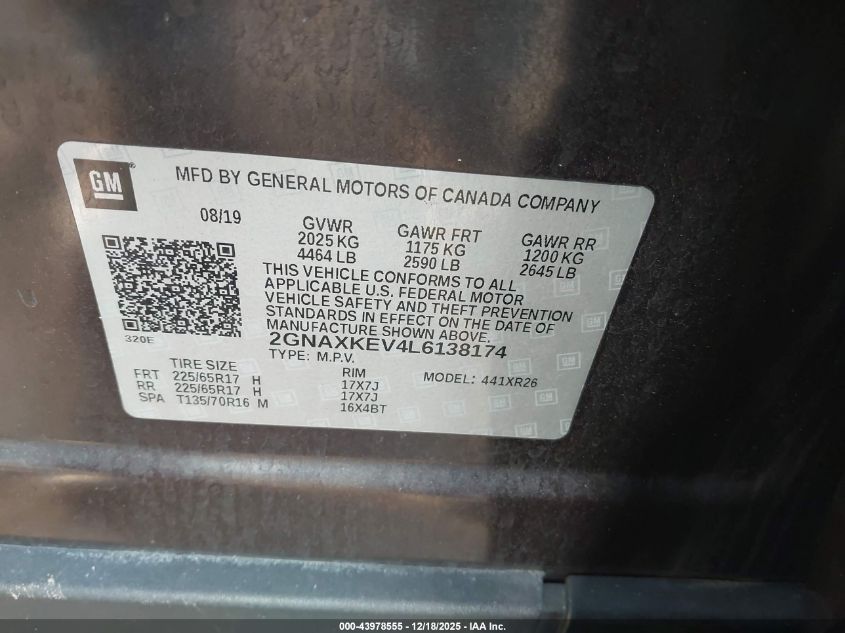 GM
MFD BY GENERAL MOTORS OF CANADA COMPANY
08/19
GVWR
2025 KG
4464 LB
GAWR FRT
1175 KG
2590 LB
GAWR RR
1200 KG
2645 LB
THIS VEHICLE CONFORMS TO ALL
APPLICABLE U.S. FEDERAL MOTOR
VEHICLE SAFETY AND THEFT PREVENTION
STANDARDS IN EFFECT ON THE DATE OF
MANUFACTURE SHOWN ABOVE.
320E
2GNAXKEV4L6138174
TYPE: M.P.V.
MODEL: 441XR26
TIRE SIZE
RIM
FRT 225/65R17 H 17X7J
RR 225/65R17 H 17X7J
SPA T135/70R16 M 16X4BT
000-43978555 – 12/18/2025 – IAA Inc.